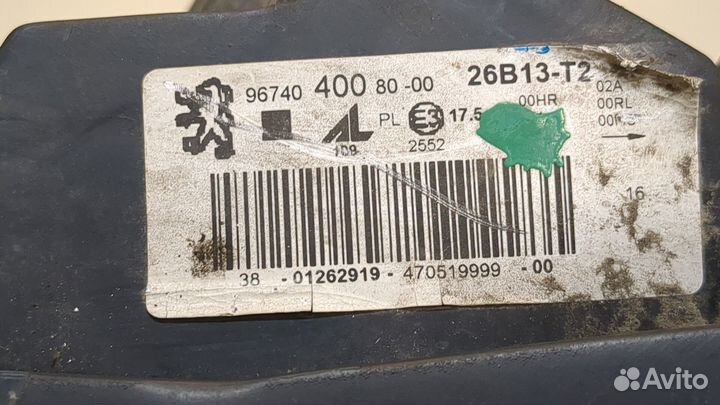 96740 400 80-00 26B13-T2
02A
PL E3 17.5 00HR 00RL
109 2552
16
38 - 01262919 - 470519999 - 00
Avito